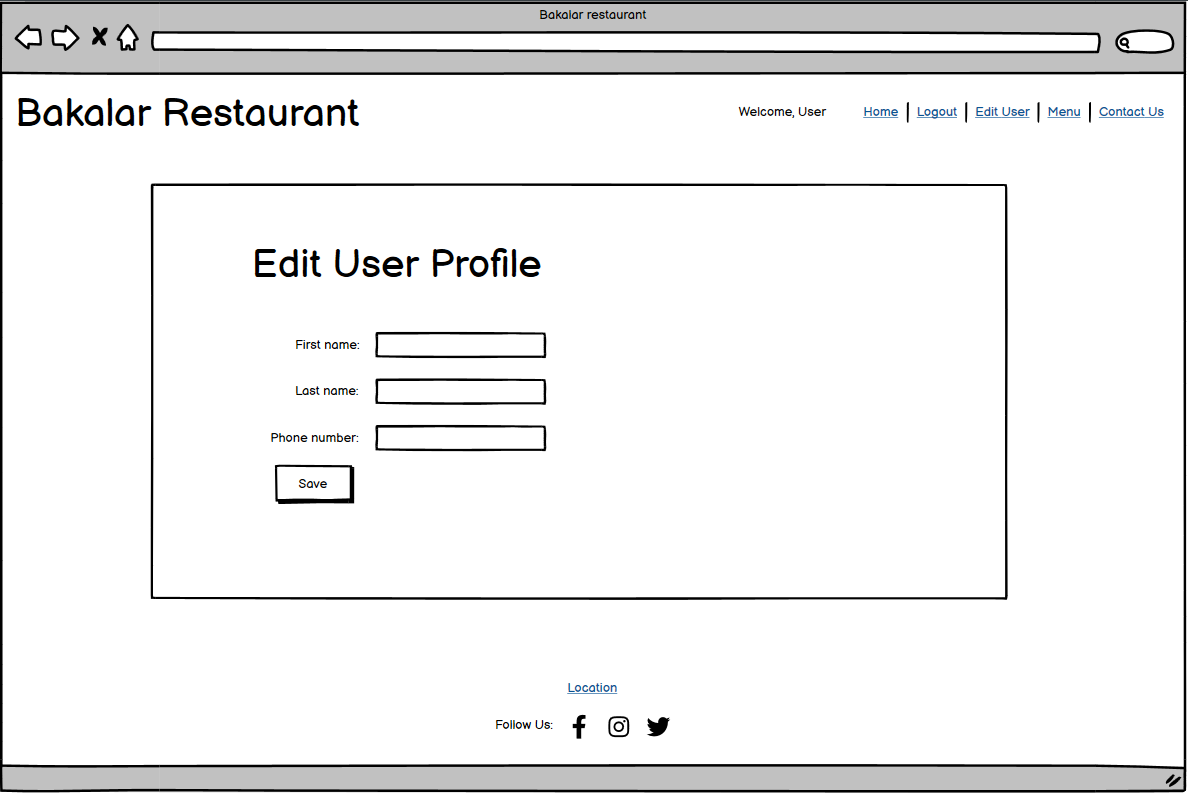 Bakalar restaurant
Bakalar Restaurant
Welcome, User
Home | Logout | Edit User | Menu | Contact Us
Edit User Profile
First name:
Last name:
Phone number:
Save
Location
Follow Us: